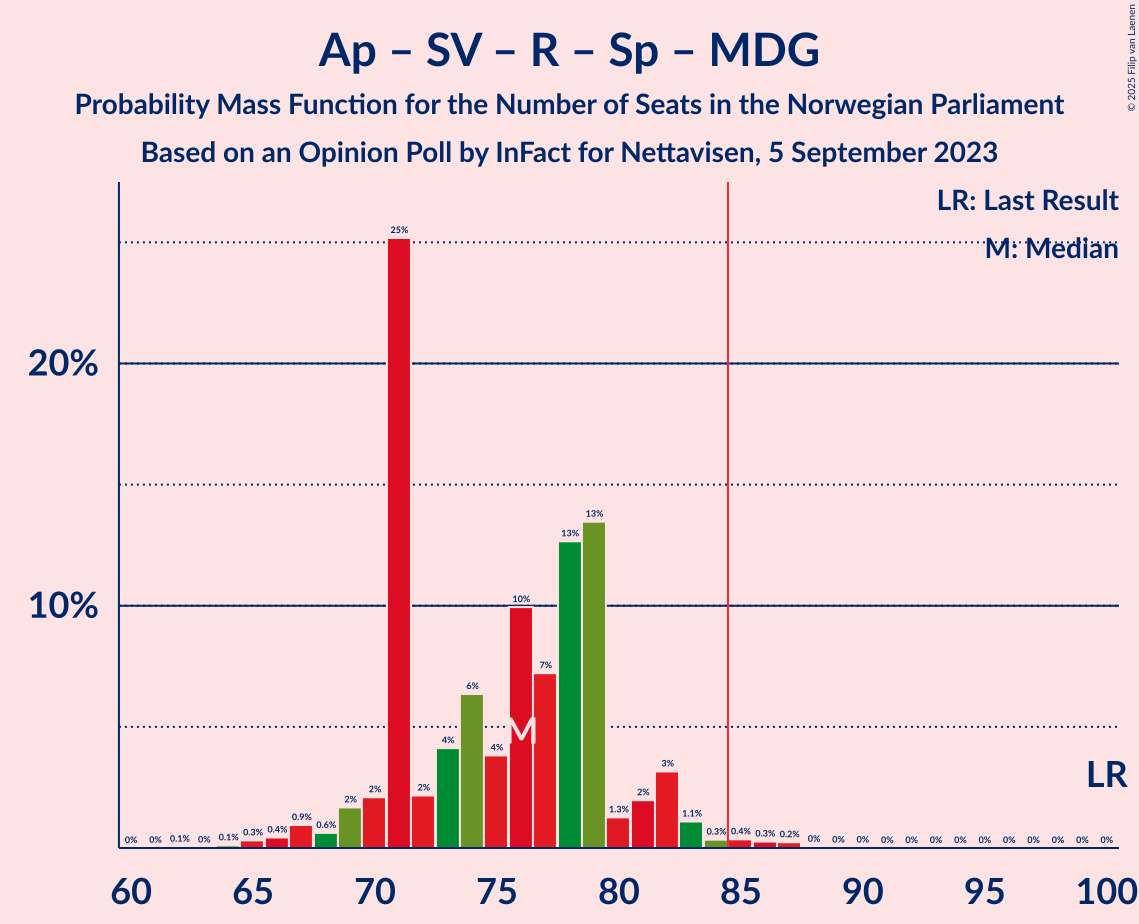 Ap – SV – R – Sp – MDG
Probability Mass Function for the Number of Seats in the Norwegian Parliament
Based on an Opinion Poll by InFact for Nettavisen, 5 September 2023
© 2025 Filip van Laenen
LR: Last Result
M: Median
20%
10%
0% 0% 0.1% 0% 0.1% 0.3% 0.4% 0.9% 0.6% 2% 2% 25% 2% 4% 6% 4% 10% 7% 13% 13% 1.3% 2% 3% 1.1% 0.3% 0.4% 0.3% 0.2% 0% 0% 0% 0% 0% 0% 0% 0% 0% 0% 0% 0% 0%
M
LR
60 65 70 75 80 85 90 95 100